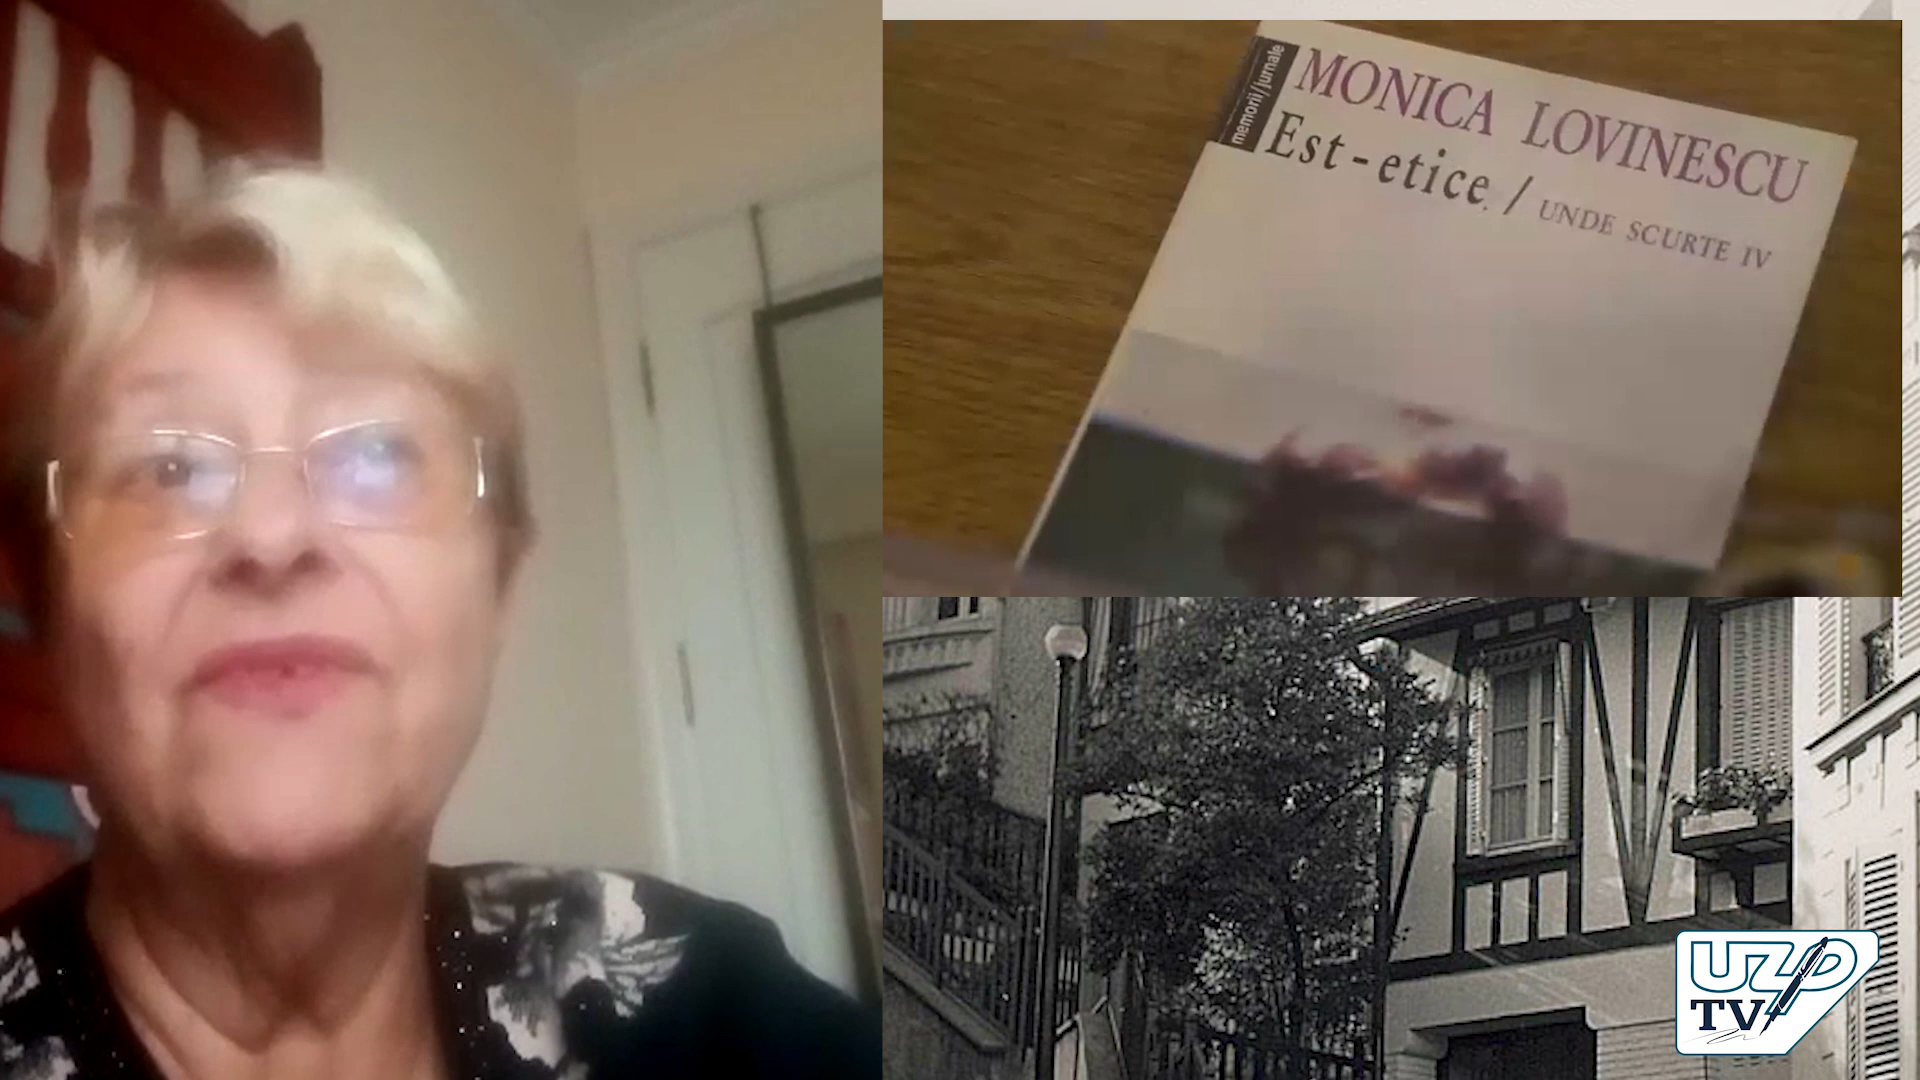 memorii/jurnale
MONICA LOVINESCU
Est-etice / UNDE SCURTE IV
UZP
TV